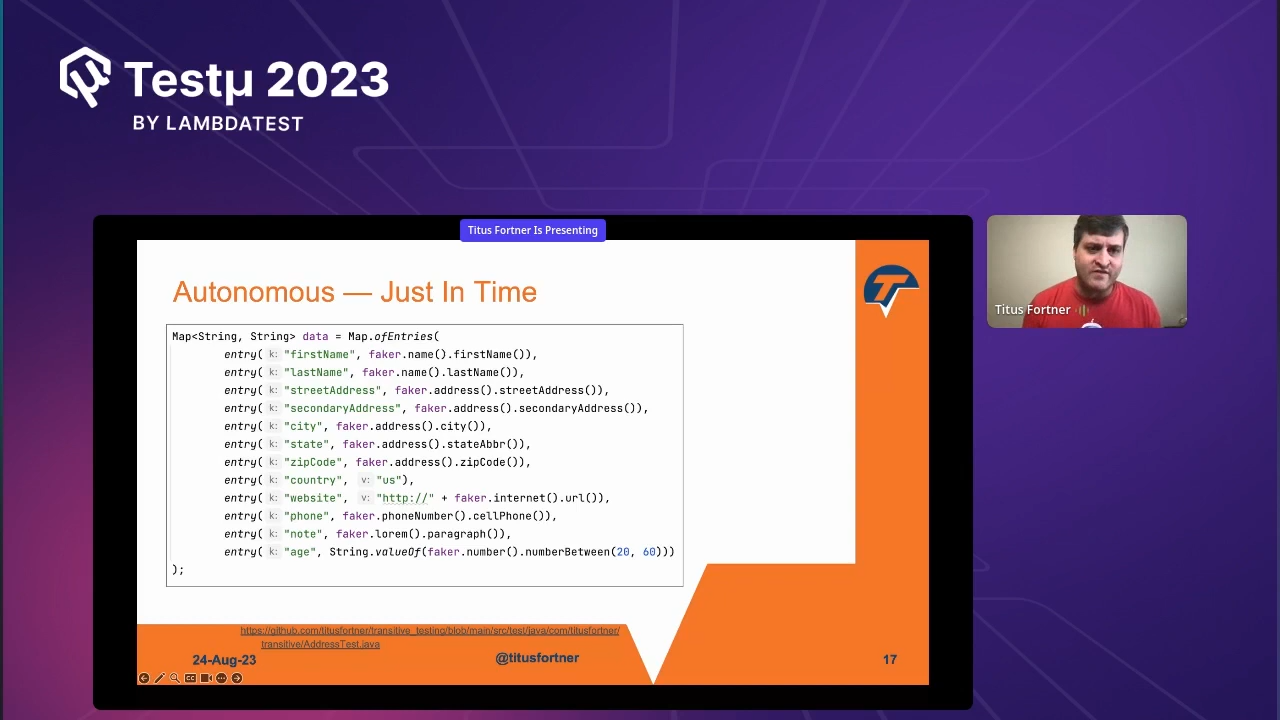 Testμ 2023
BY LAMBDATEST
Titus Fortner Is Presenting
Autonomous — Just In Time
Map<String, String> data = Map.ofEntries(
entry( k: "firstName", faker.name().firstName()),
entry( k: "lastName", faker.name().lastName()),
entry( k: "streetAddress", faker.address().streetAddress()),
entry( k: "secondaryAddress", faker.address().secondaryAddress()),
entry( k: "city", faker.address().city()),
entry( k: "state", faker.address().stateAbbr()),
entry( k: "zipCode", faker.address().zipCode()),
entry( k: "country", v: "us"),
entry( k: "website", v: "http://" + faker.internet().url()),
entry( k: "phone", faker.phoneNumber().cellPhone()),
entry( k: "note", faker.lorem().paragraph()),
entry( k: "age", String.valueOf(faker.number().numberBetween(20, 60)))
);
https://github.com/titusfortner/transitive_testing/blob/main/src/test/java/com/titusfortner/
transitive/AddressTest.java
24-Aug-23
@titusfortner
17
CC
T
Titus Fortner